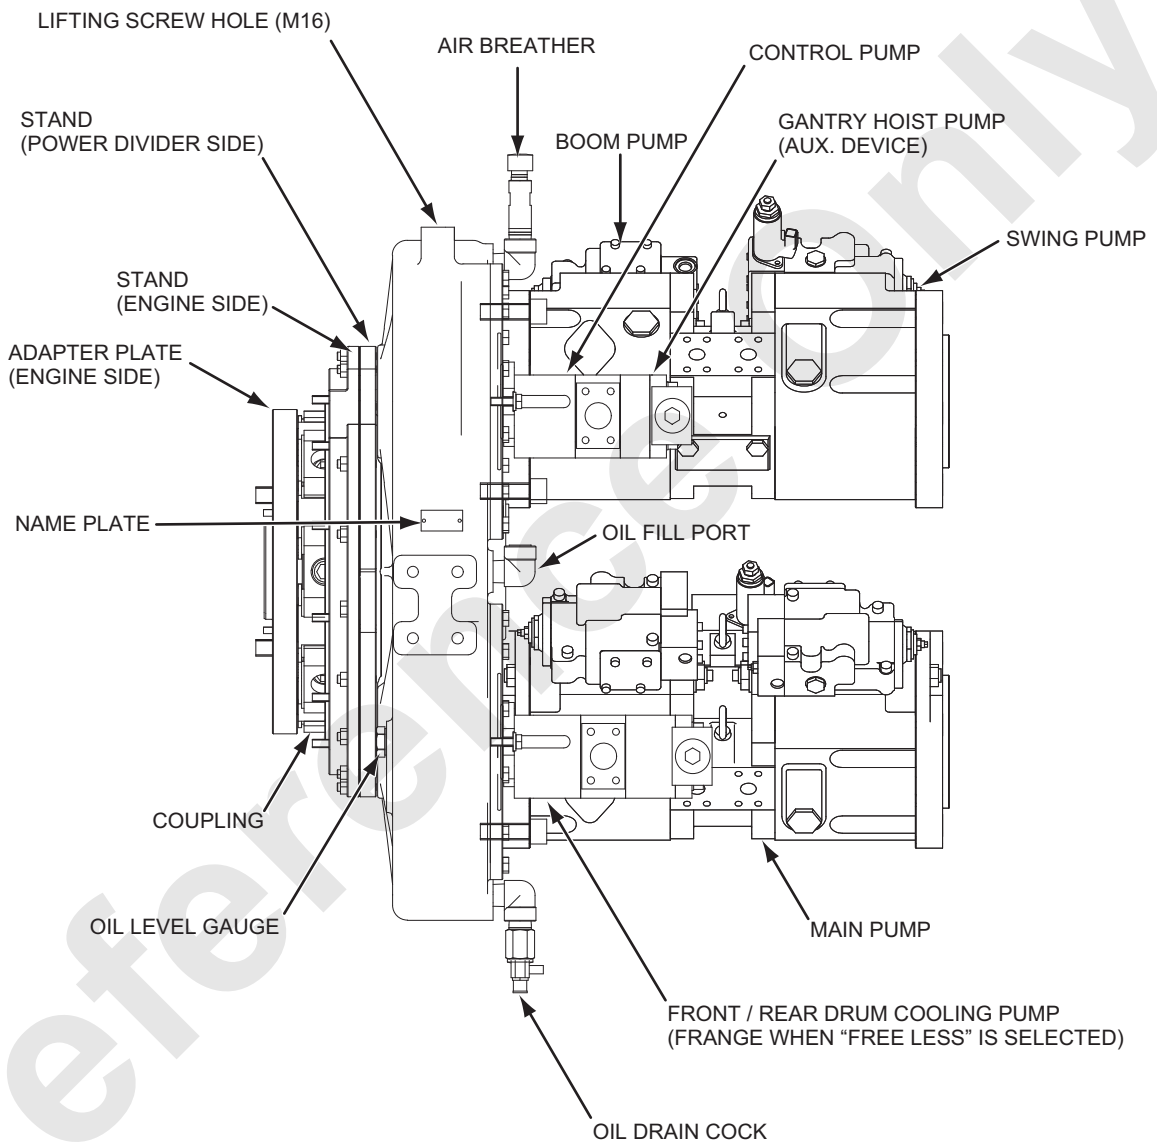 LIFTING SCREW HOLE (M16)
AIR BREATHER
CONTROL PUMP
STAND
(POWER DIVIDER SIDE)
BOOM PUMP
GANTRY HOIST PUMP
(AUX. DEVICE)
SWING PUMP
STAND
(ENGINE SIDE)
ADAPTER PLATE
(ENGINE SIDE)
NAME PLATE
OIL FILL PORT
COUPLING
OIL LEVEL GAUGE
MAIN PUMP
FRONT / REAR DRUM COOLING PUMP
(FRANGE WHEN “FREE LESS” IS SELECTED)
OIL DRAIN COCK
eference Only